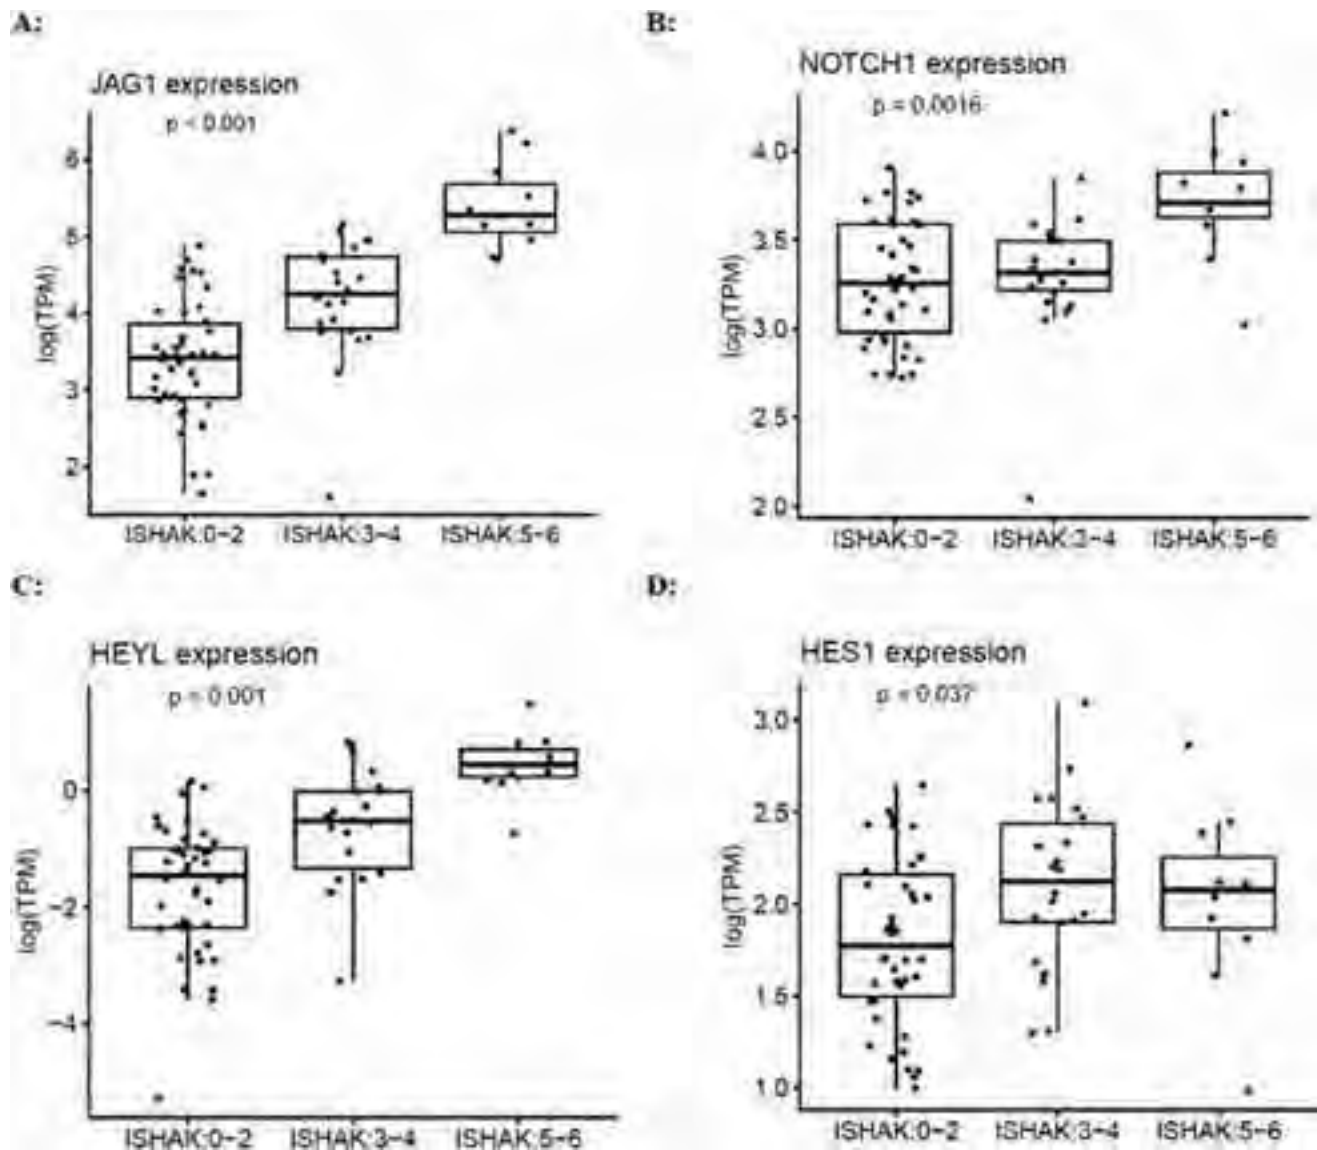 A:
JAG1 expression
p < 0.001
log(TPM)
6
5
4
3
2
ISHAK:0-2 ISHAK:3-4 ISHAK:5-6
B:
NOTCH1 expression
p = 0.0016
log(TPM)
4.0
3.5
3.0
2.5
2.0
ISHAK:0-2 ISHAK:3-4 ISHAK:5-6
C:
HEYL expression
p < 0.001
log(TPM)
0
-2
-4
ISHAK:0-2 ISHAK:3-4 ISHAK:5-6
D:
HES1 expression
p = 0.037
log(TPM)
3.0
2.5
2.0
1.5
1.0
ISHAK:0-2 ISHAK:3-4 ISHAK:5-6